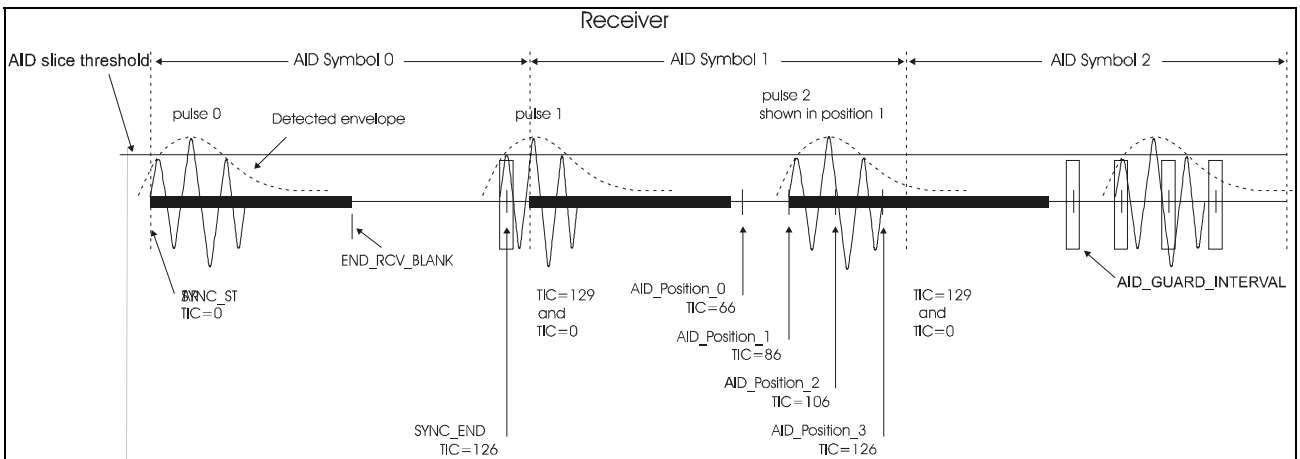 Receiver
AID slice threshold
AID Symbol 0
AID Symbol 1
AID Symbol 2
pulse 0
Detected envelope
pulse 1
pulse 2
shown in position 1
END_RCV_BLANK
TIC=0
AID_Position_0
TIC=66
TIC=129
and
TIC=0
AID_Position_1
TIC=86
AID_Position_2
TIC=106
SYNC_END
TIC=126
AID_Position_3
TIC=126
TIC=129
and
TIC=0
AID_GUARD_INTERVAL